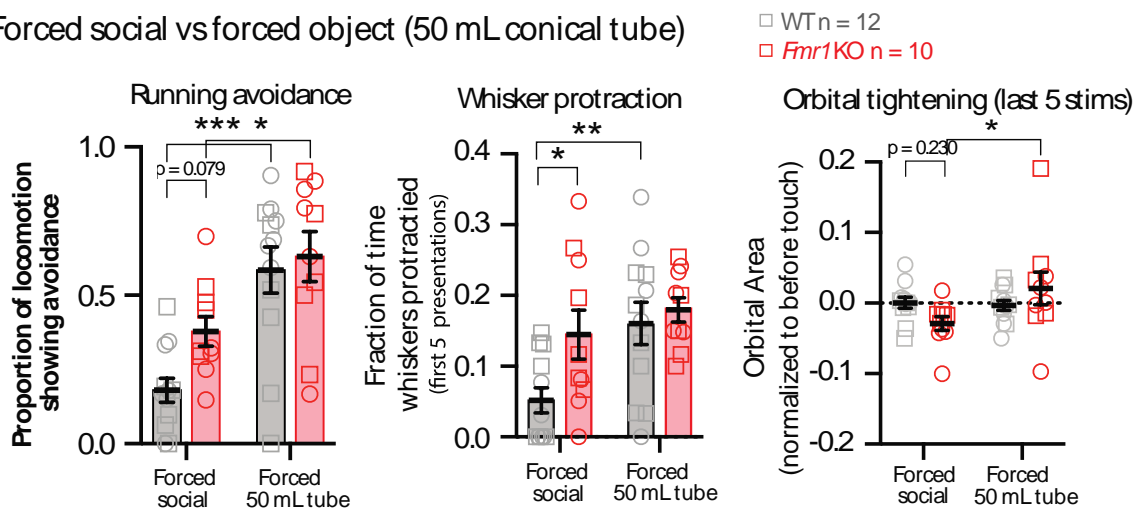 Forced social vs forced object (50 mL conical tube)
WT n = 12
Fmr1 KO n = 10
Running avoidance
*** *
p = 0.079
1.0
0.5
0.0
Proportion of locomotion
showing avoidance
Forced
social
Forced
50 mL tube
Whisker protraction
**
*
0.4
0.3
0.2
0.1
0.0
Fraction of time
whiskers protractied
(first 5 presentations)
Forced
social
Forced
50 mL tube
Orbital tightening (last 5 stims)
*
p = 0.230
0.2
0.1
0.0
-0.1
-0.2
Orbital Area
(normalized to before touch)
Forced
social
Forced
50 mL tube